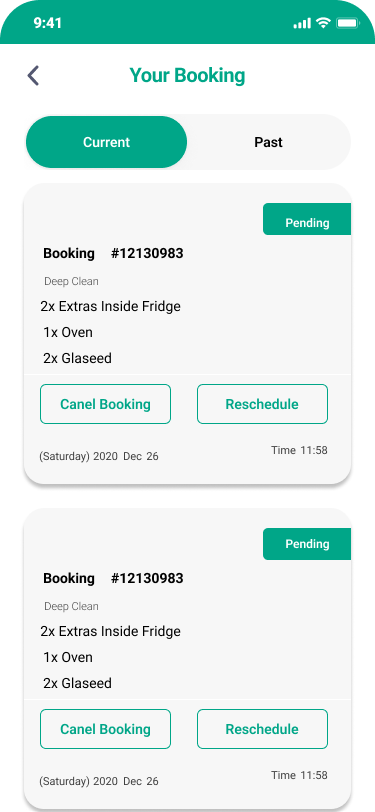 9:41
Your Booking
Current Past
Pending
Booking #12130983
Deep Clean
2x Extras Inside Fridge
1x Oven
2x Glaseed
Canel Booking Reschedule
(Saturday) 2020 Dec 26 Time 11:58
Pending
Booking #12130983
Deep Clean
2x Extras Inside Fridge
1x Oven
2x Glaseed
Canel Booking Reschedule
(Saturday) 2020 Dec 26 Time 11:58